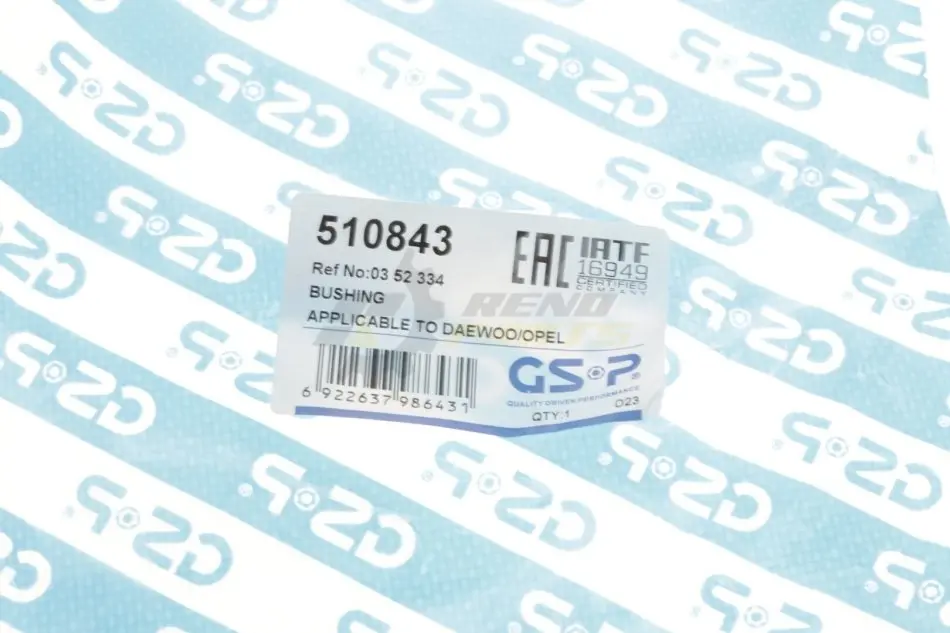 510843
Ref No:03 52 334
BUSHING
APPLICABLE TO DAEWOO/OPEL
6 922637 986431
EAC
IATF
16949
CERTIFIED
COMPANY
RENO
GSP®
QUALITY DRIVEN PERFORMANCE
QTY:1
O23